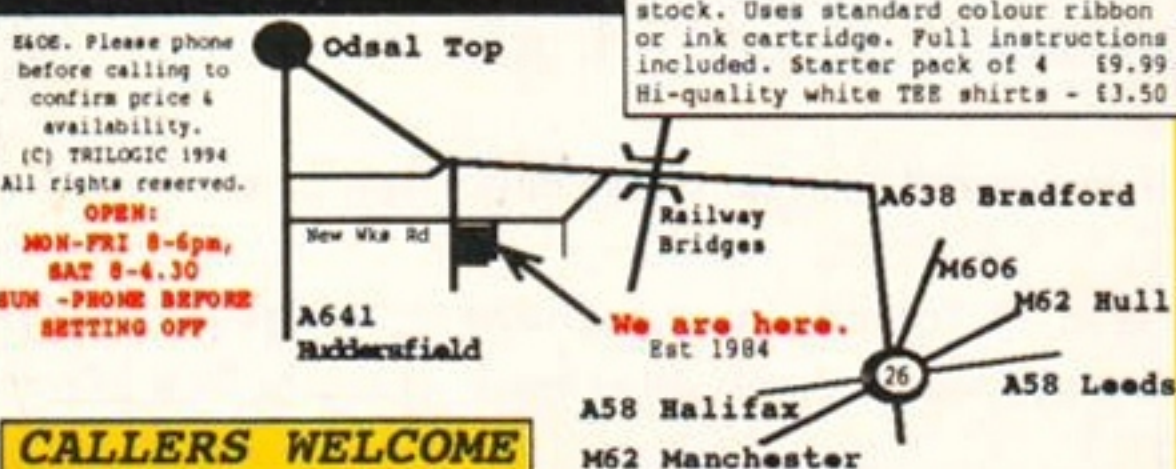 E&OE. Please phone
before calling to
confirm price &
availability.
(C) TRILOGIC 1994
All rights reserved.
OPEN:
MON-FRI 8-6pm,
SAT 8-4.30
SUN -PHONE BEFORE
SETTING OFF
stock. Uses standard colour ribbon
or ink cartridge. Full instructions
included. Starter pack of 4 £9.99
Hi-quality white TEE shirts - £3.50
Odsal Top
New Wks Rd
Railway
Bridges
A638 Bradford
M606
M62 Hull
A641
Huddersfield
We are here.
Est 1984
26
A58 Leeds
A58 Halifax
M62 Manchester
CALLERS WELCOME